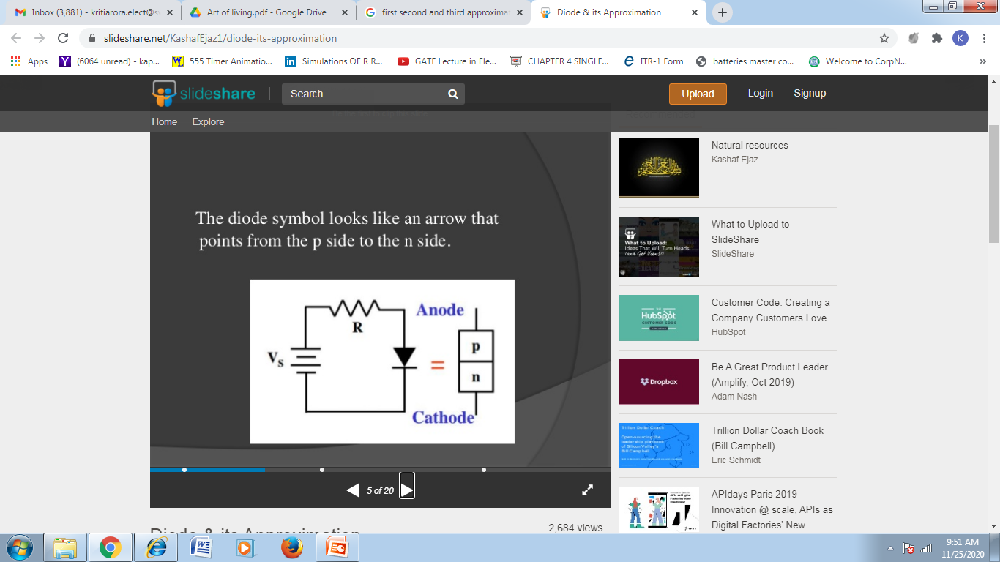 Inbox (3,881) - kritiarora.elect@s
Art of living.pdf - Google Drive
first second and third approxima
Diode & its Approximation
slideshare.net/KashafEjaz1/diode-its-approximation
K
Apps
(6064 unread) - kap...
555 Timer Animatio...
Simulations OF R R...
GATE Lecture in Ele...
CHAPTER 4 SINGLE...
ITR-1 Form
batteries master co...
Welcome to CorpN...
»
slideshare
Search
Upload
Login
Signup
Home
Explore
The diode symbol looks like an arrow that
points from the p side to the n side.
Anode
R
Vs
=
p
n
Cathode
5 of 20
Diode & its Approximation
2,684 views
Natural resources
Kashaf Ejaz
What to Upload:
Ideas That Will Turn Heads
(and Get Views!)
What to Upload to
SlideShare
SlideShare
THE
HubSpot
CUSTOMER CODE
Customer Code: Creating a
Company Customers Love
HubSpot
Dropbox
Be A Great Product Leader
(Amplify, Oct 2019)
Adam Nash
Trillion Dollar Coach
Open-sourcing the
leadership playbook
of Silicon Valley's
Bill Campbell
Trillion Dollar Coach Book
(Bill Campbell)
Eric Schmidt
APIdays Paris 2019 -
Innovation @ scale, APIs as
Digital Factories' New
9:51 AM
11/25/2020